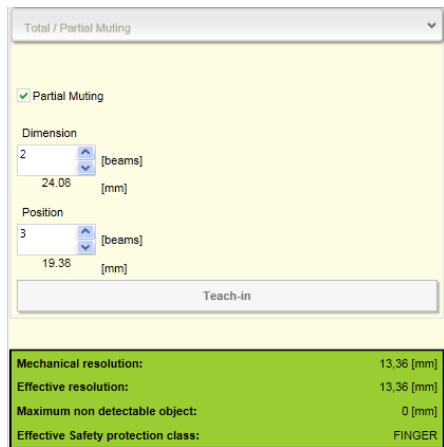 Total / Partial Muting
Partial Muting
Dimension
2
[beams]
24.08 [mm]
Position
3
[beams]
19.38 [mm]
Teach-in
Mechanical resolution: 13,36 [mm]
Effective resolution: 13,36 [mm]
Maximum non detectable object: 0 [mm]
Effective Safety protection class: FINGER